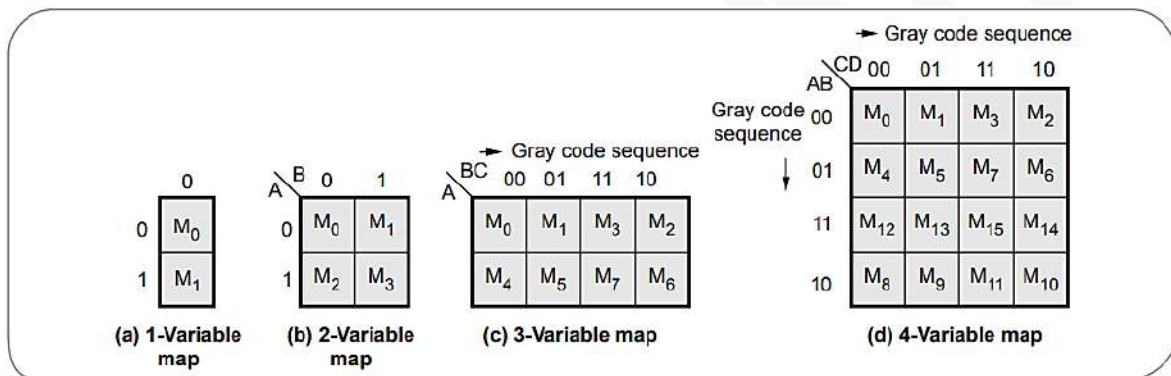 → Gray code sequence
CD 00 01 11 10
AB
Gray code sequence ↓
00 M₀ M₁ M₃ M₂
01 M₄ M₅ M₇ M₆
11 M₁₂ M₁₃ M₁₅ M₁₄
10 M₈ M₉ M₁₁ M₁₀
(d) 4-Variable map
→ Gray code sequence
BC 00 01 11 10
A
M₀ M₁ M₃ M₂
M₄ M₅ M₇ M₆
(c) 3-Variable map
B 0 1
A
0 M₀ M₁
1 M₂ M₃
(b) 2-Variable
map
0
0 M₀
1 M₁
(a) 1-Variable
map